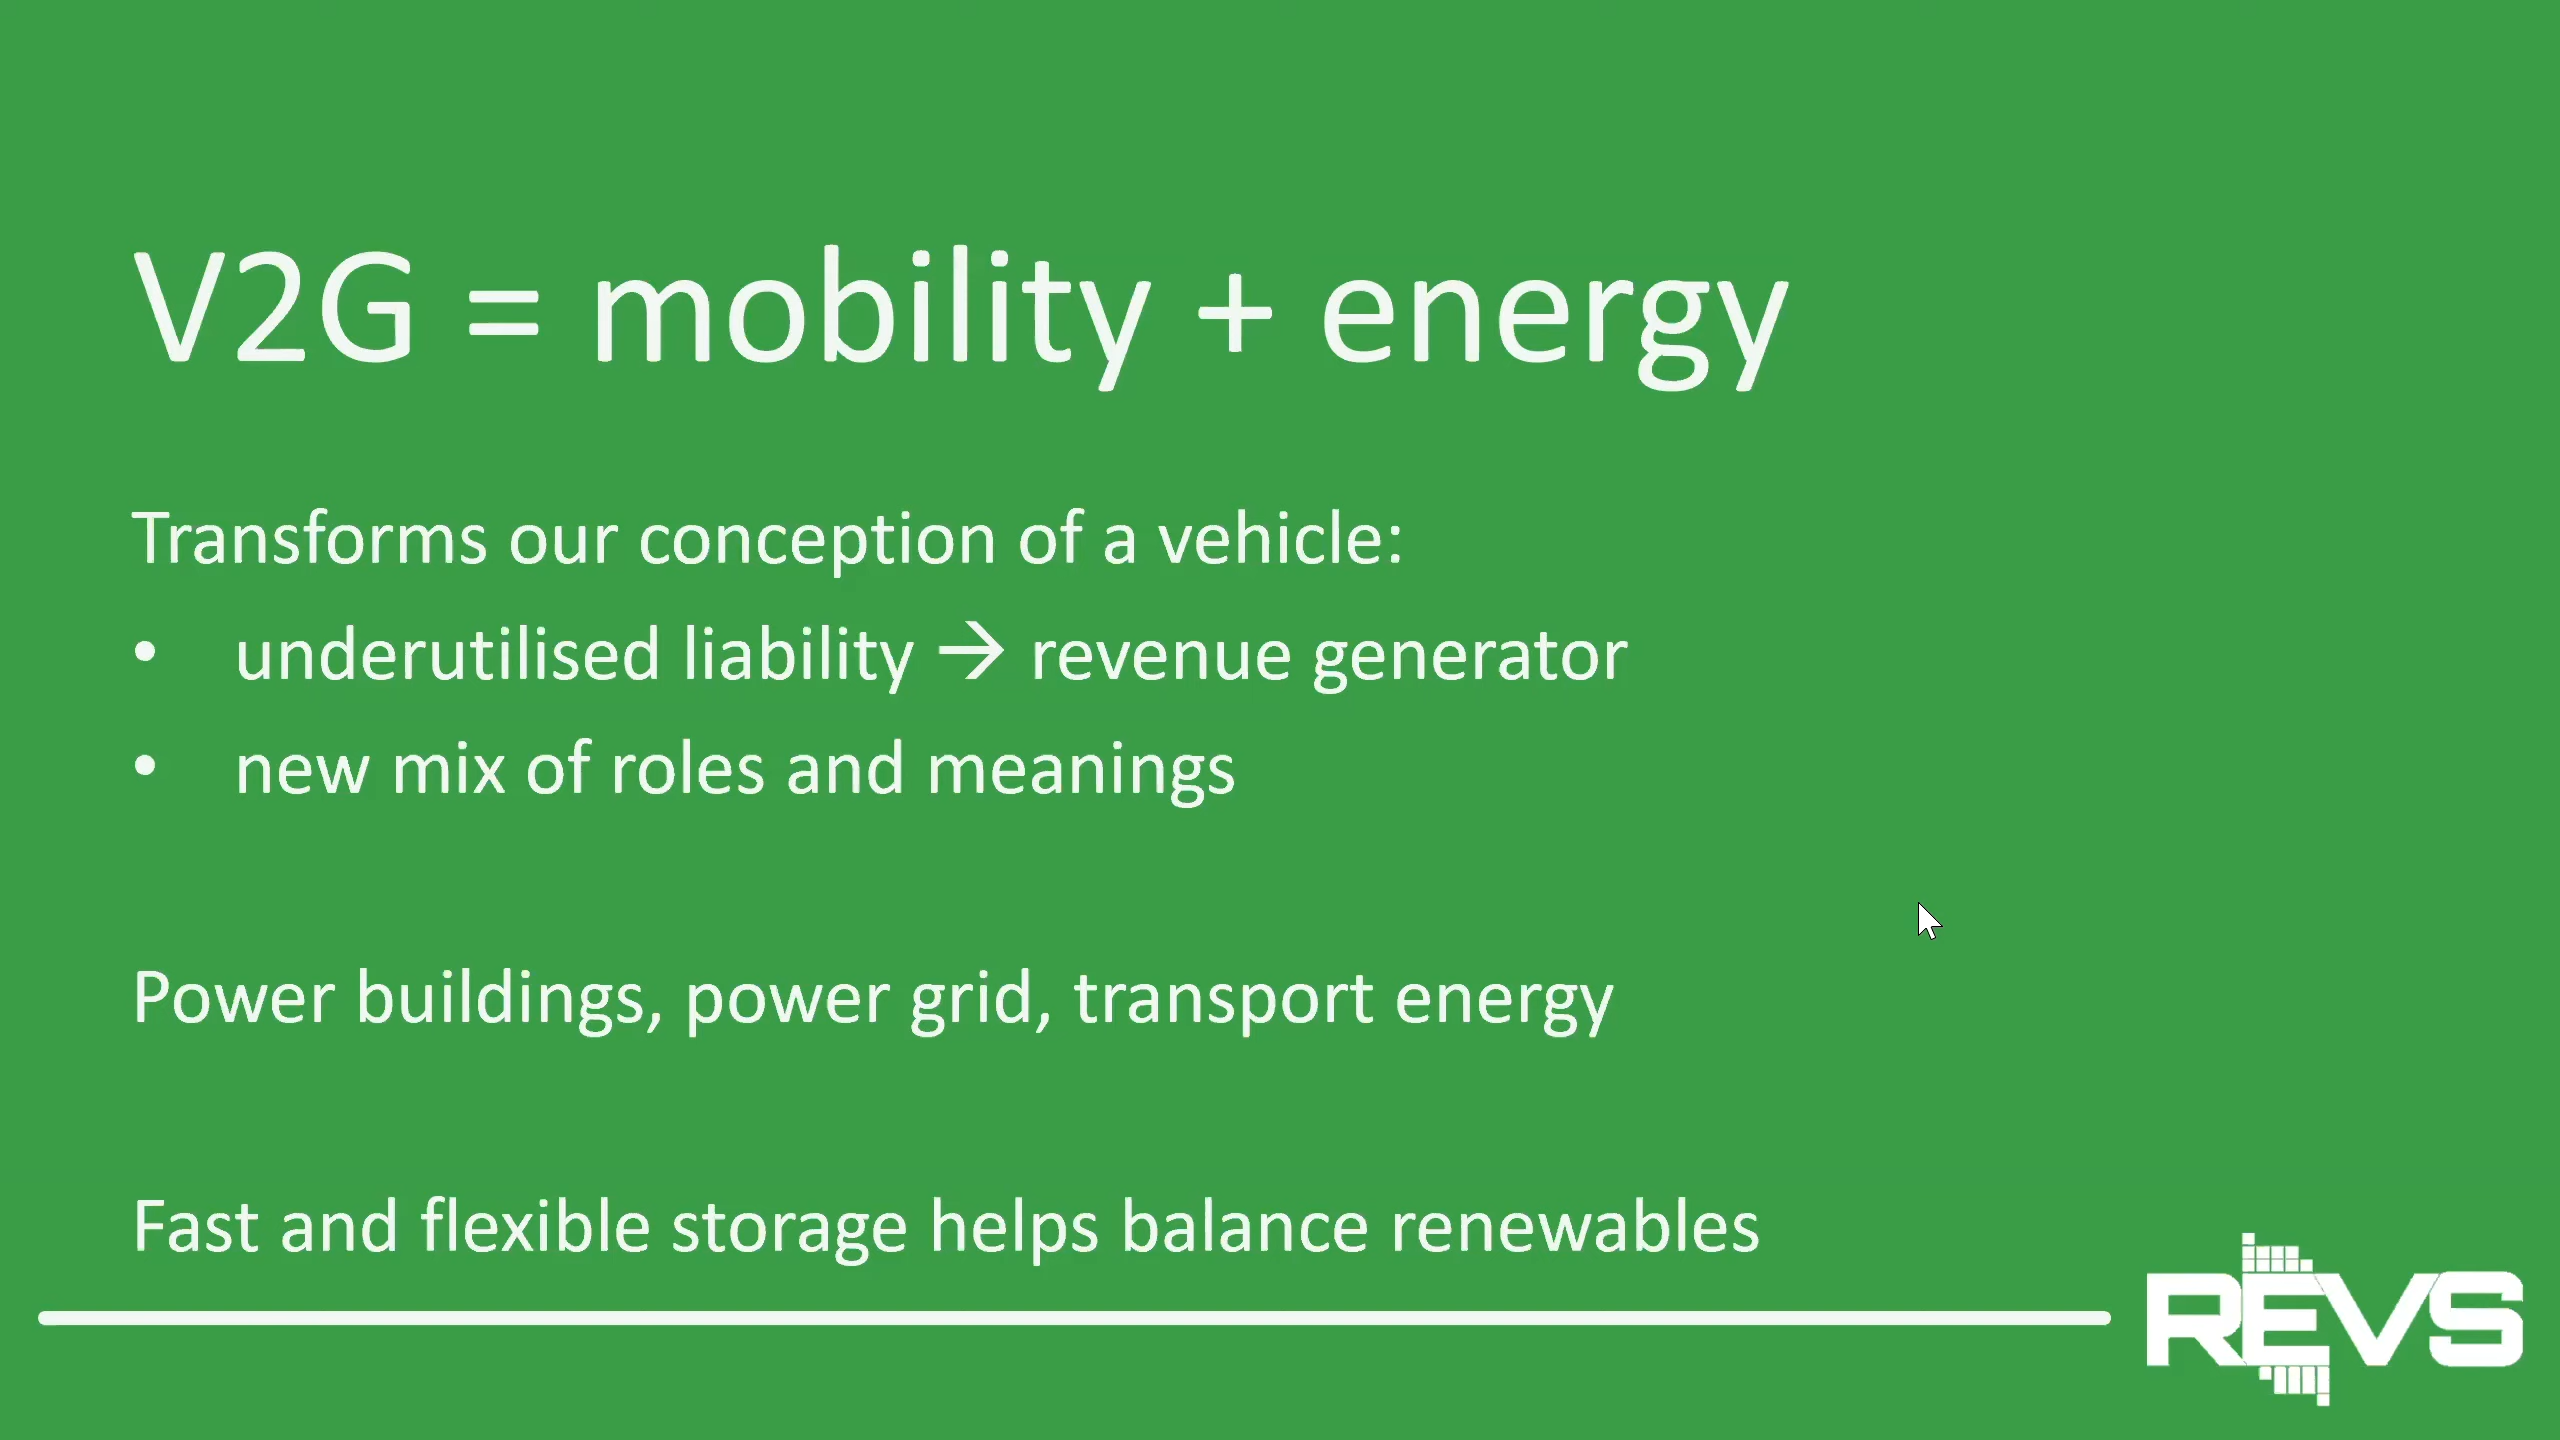 V2G = mobility + energy
Transforms our conception of a vehicle:
• underutilised liability → revenue generator
• new mix of roles and meanings
Power buildings, power grid, transport energy
Fast and flexible storage helps balance renewables
REVS